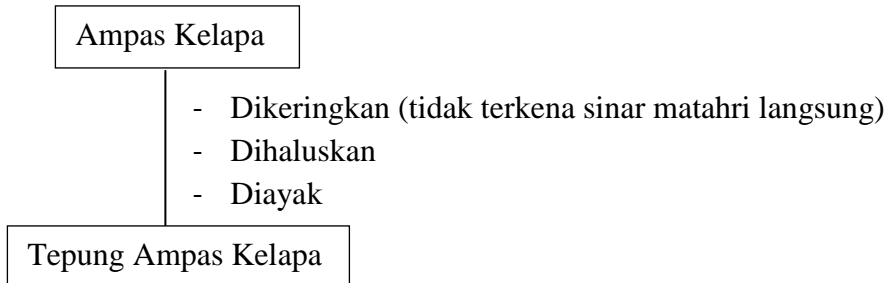 Ampas Kelapa
- Dikeringkan (tidak terkena sinar matahri langsung)
- Dihaluskan
- Diayak
Tepung Ampas Kelapa